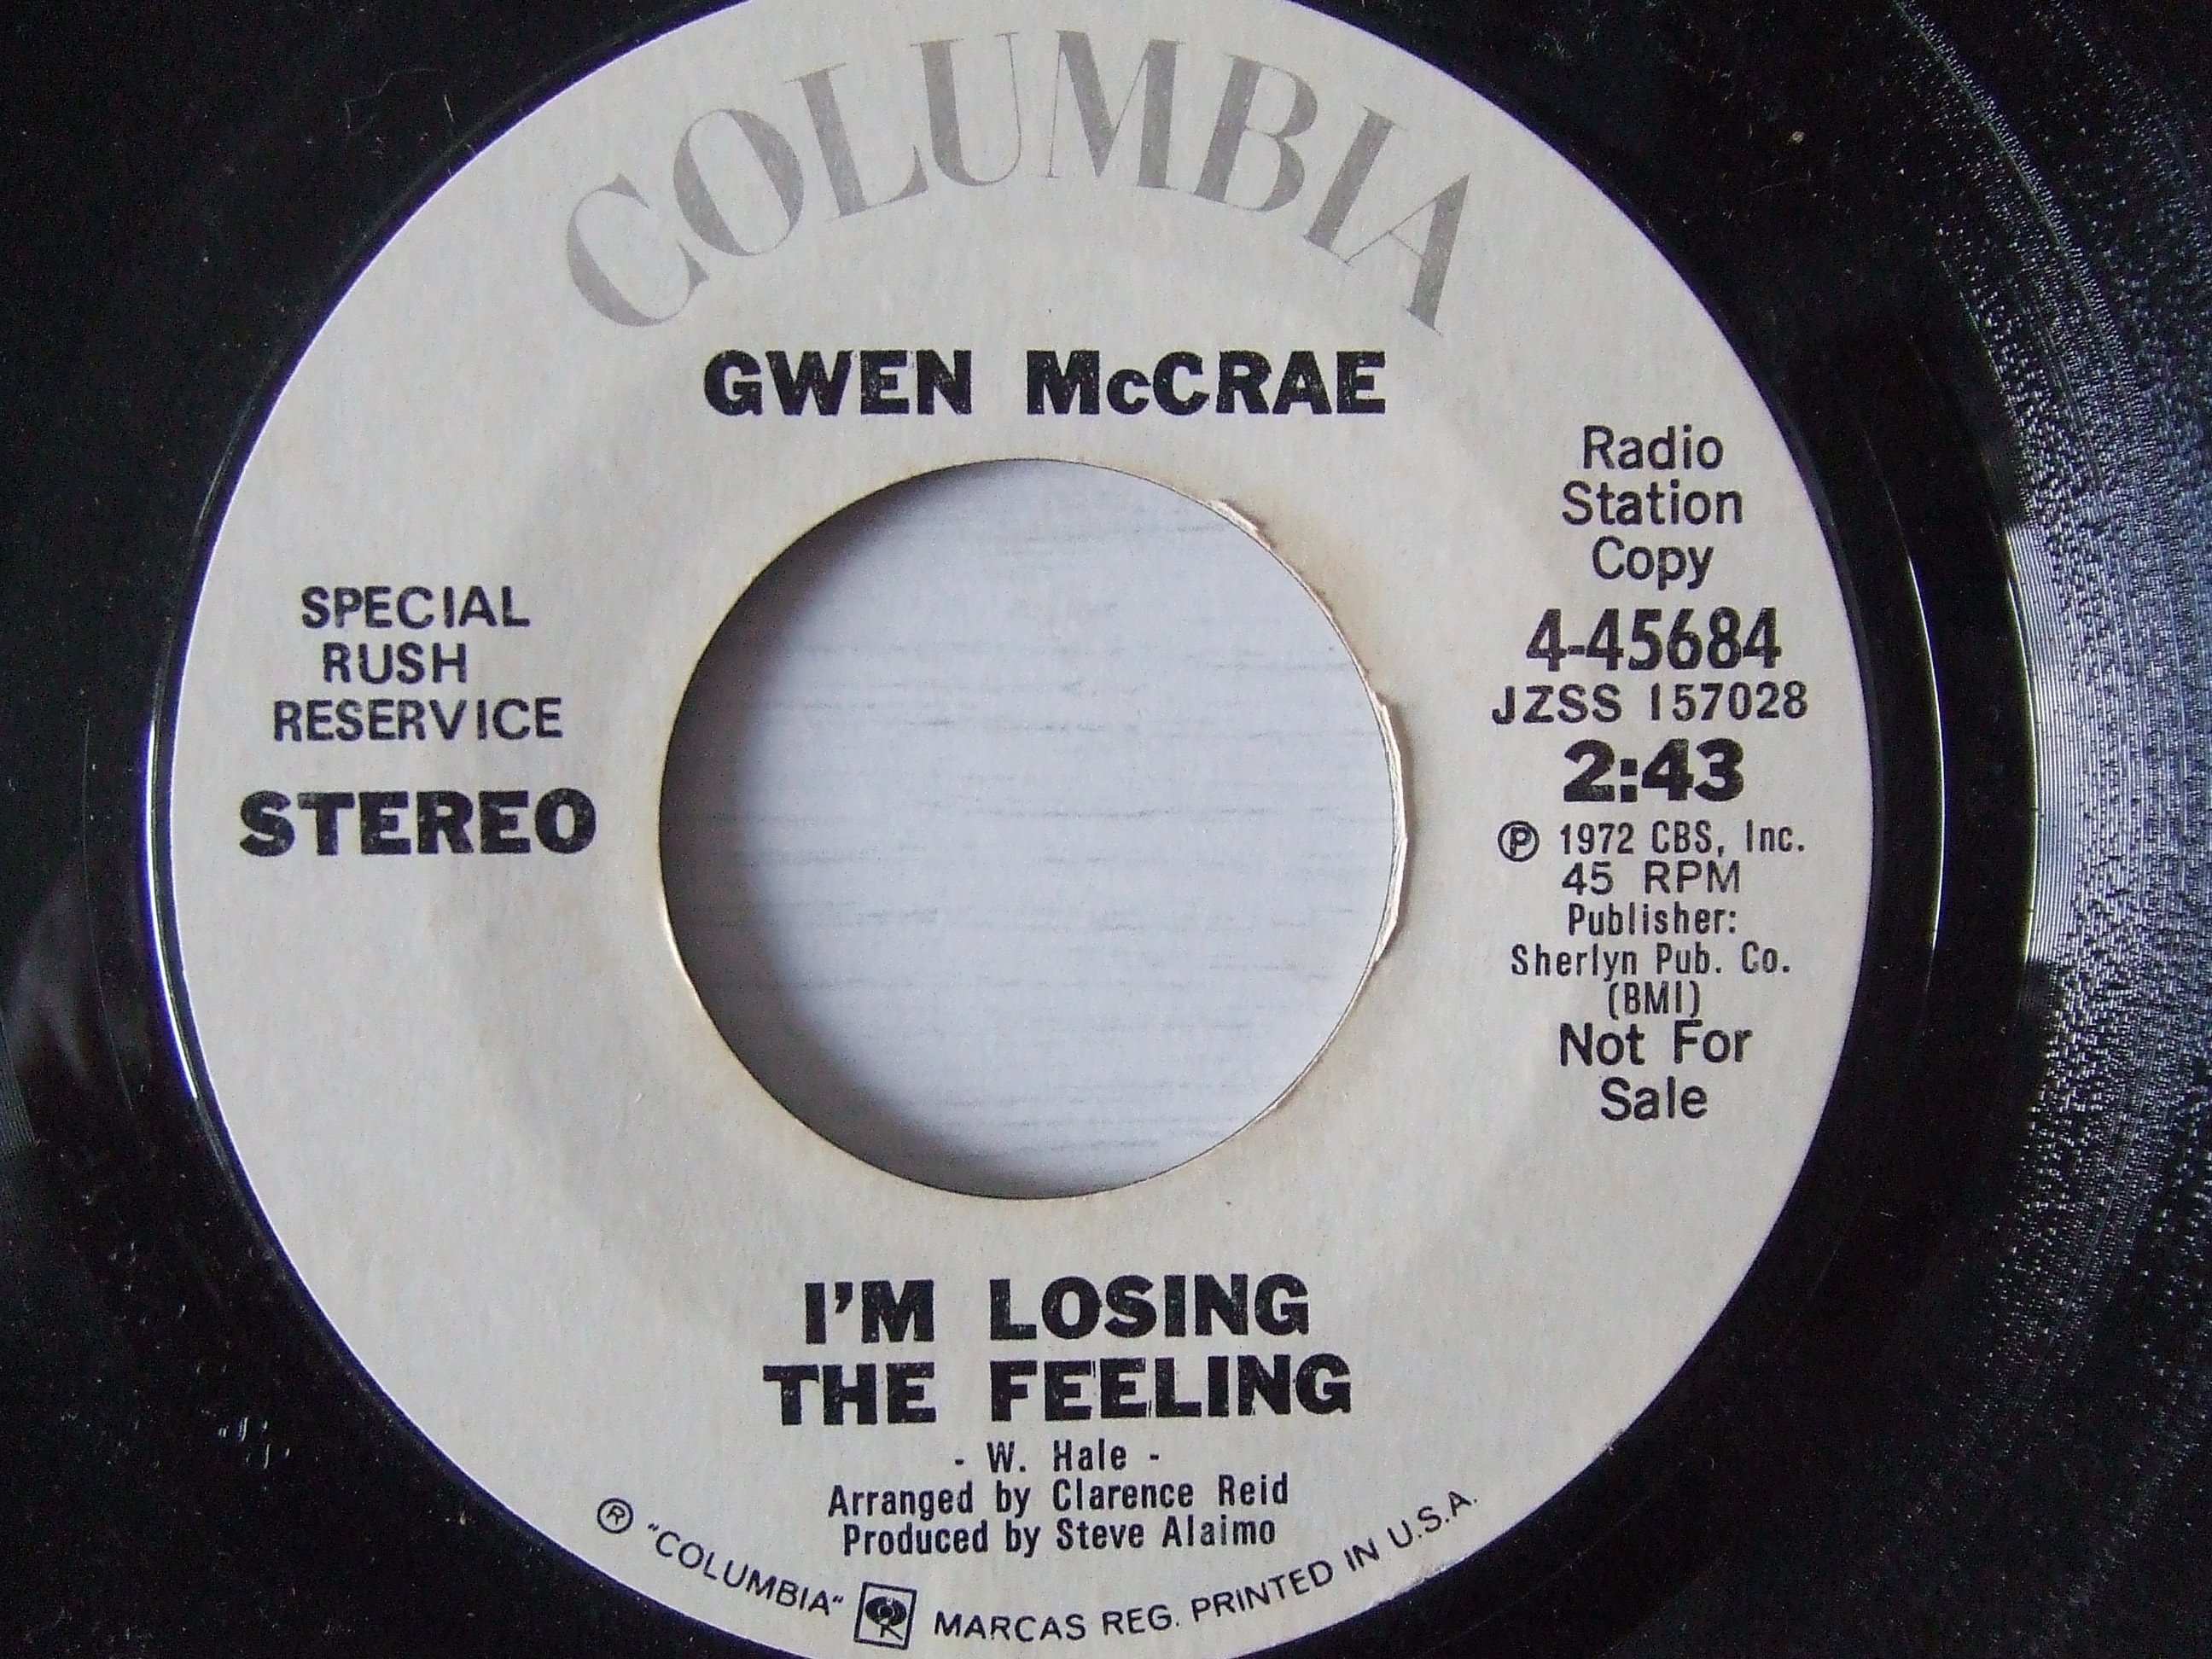 COLUMBIA
GWEN McCRAE
SPECIAL
RUSH
RESERVICE
STEREO
Radio
Station
Copy
4-45684
JZSS 157028
2:43
Ⓟ 1972 CBS, Inc.
45 RPM
Publisher:
Sherlyn Pub. Co.
(BMI)
Not For
Sale
I'M LOSING
THE FEELING
- W. Hale -
Arranged by Clarence Reid
Produced by Steve Alaimo
® "COLUMBIA" MARCAS REG. PRINTED IN U.S.A.